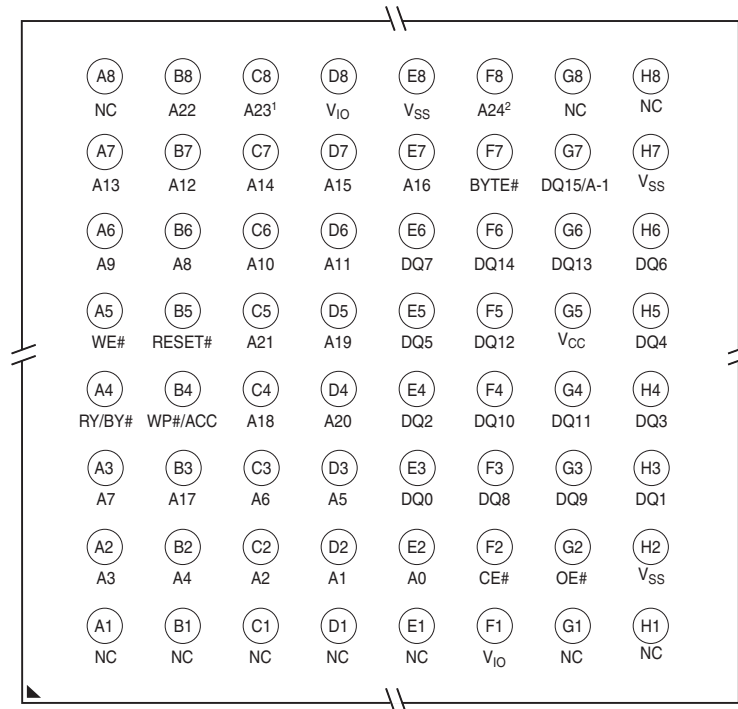 A8 B8 C8 D8 E8 F8 G8 H8
NC A22 A23¹ V_IO V_SS A24² NC NC
A7 B7 C7 D7 E7 F7 G7 H7
A13 A12 A14 A15 A16 BYTE# DQ15/A-1 V_SS
A6 B6 C6 D6 E6 F6 G6 H6
A9 A8 A10 A11 DQ7 DQ14 DQ13 DQ6
A5 B5 C5 D5 E5 F5 G5 H5
WE# RESET# A21 A19 DQ5 DQ12 V_CC DQ4
A4 B4 C4 D4 E4 F4 G4 H4
RY/BY# WP#/ACC A18 A20 DQ2 DQ10 DQ11 DQ3
A3 B3 C3 D3 E3 F3 G3 H3
A7 A17 A6 A5 DQ0 DQ8 DQ9 DQ1
A2 B2 C2 D2 E2 F2 G2 H2
A3 A4 A2 A1 A0 CE# OE# V_SS
A1 B1 C1 D1 E1 F1 G1 H1
NC NC NC NC NC V_IO NC NC